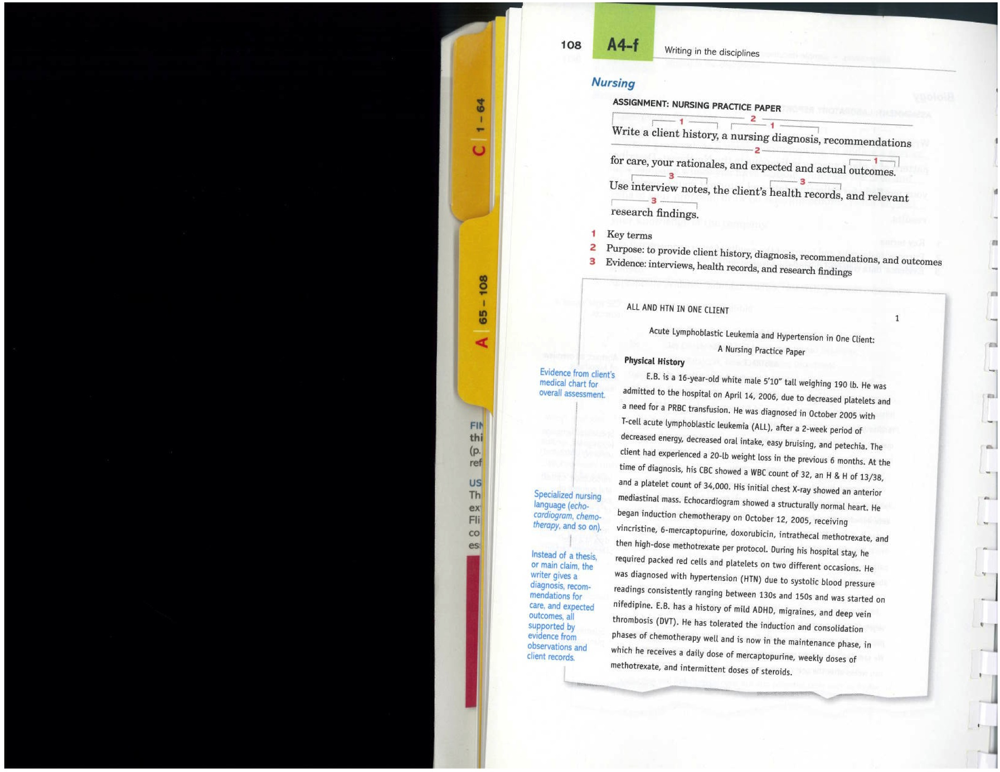 108
A4-f
Writing in the disciplines
Nursing
ASSIGNMENT: NURSING PRACTICE PAPER
2
1
1
Write a client history, a nursing diagnosis, recommendations
2
1
for care, your rationales, and expected and actual outcomes.
3
3
Use interview notes, the client's health records, and relevant
3
research findings.
1 Key terms
2 Purpose: to provide client history, diagnosis, recommendations, and outcomes
3 Evidence: interviews, health records, and research findings
ALL AND HTN IN ONE CLIENT
1
Acute Lymphoblastic Leukemia and Hypertension in One Client:
A Nursing Practice Paper
Physical History
E.B. is a 16-year-old white male 5'10" tall weighing 190 lb. He was
admitted to the hospital on April 14, 2006, due to decreased platelets and
a need for a PRBC transfusion. He was diagnosed in October 2005 with
T-cell acute lymphoblastic leukemia (ALL), after a 2-week period of
decreased energy, decreased oral intake, easy bruising, and petechia. The
client had experienced a 20-lb weight loss in the previous 6 months. At the
time of diagnosis, his CBC showed a WBC count of 32, an H & H of 13/38,
and a platelet count of 34,000. His initial chest X-ray showed an anterior
mediastinal mass. Echocardiogram showed a structurally normal heart. He
began induction chemotherapy on October 12, 2005, receiving
vincristine, 6-mercaptopurine, doxorubicin, intrathecal methotrexate, and
then high-dose methotrexate per protocol. During his hospital stay, he
required packed red cells and platelets on two different occasions. He
was diagnosed with hypertension (HTN) due to systolic blood pressure
readings consistently ranging between 130s and 150s and was started on
nifedipine. E.B. has a history of mild ADHD, migraines, and deep vein
thrombosis (DVT). He has tolerated the induction and consolidation
phases of chemotherapy well and is now in the maintenance phase, in
which he receives a daily dose of mercaptopurine, weekly doses of
methotrexate, and intermittent doses of steroids.
Evidence from client's
medical chart for
overall assessment.
Specialized nursing
language (echo-
cardiogram, chemo-
therapy, and so on).
Instead of a thesis,
or main claim, the
writer gives a
diagnosis, recom-
mendations for
care, and expected
outcomes, all
supported by
evidence from
observations and
client records.
C | 1 – 64
A | 65 – 108
FIN
thi
(p.
ref
US
Th
ex
Fli
co
es